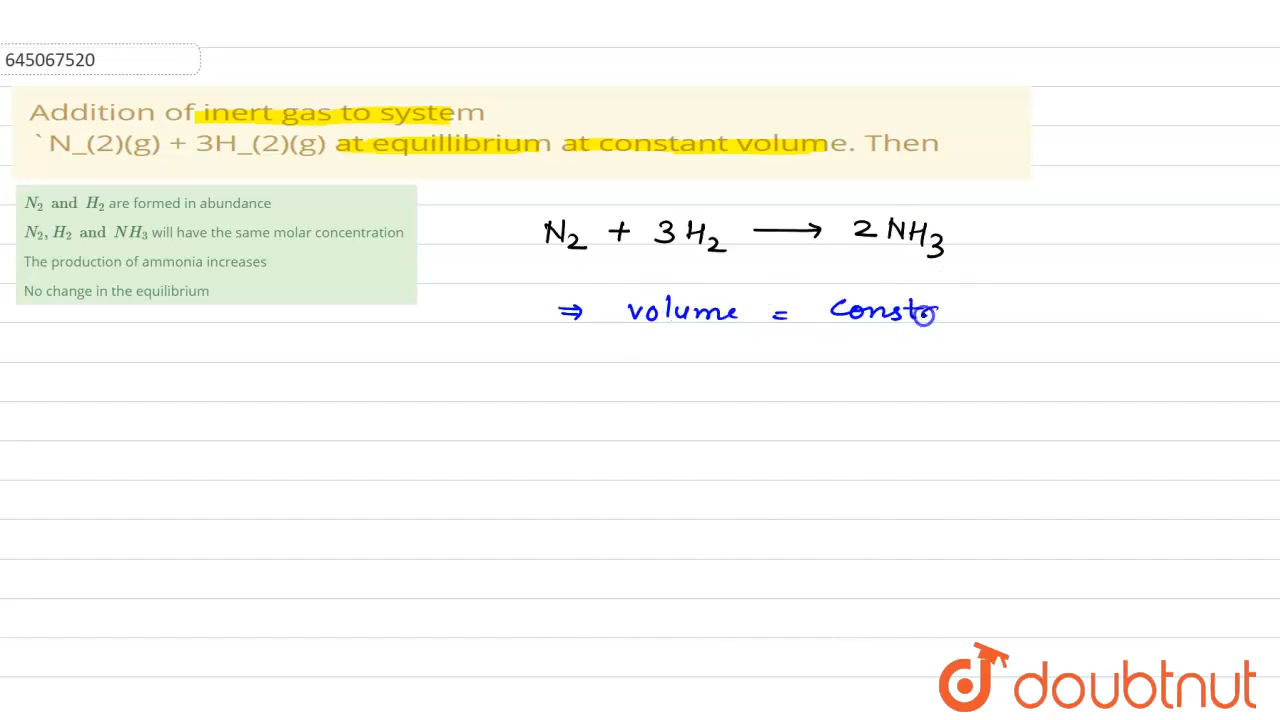 645067520
Addition of inert gas to system
`N_(2)(g) + 3H_(2)(g) at equillibrium at constant volume. Then
N₂ and H₂ are formed in abundance
N₂, H₂ and NH₃ will have the same molar concentration
The production of ammonia increases
No change in the equilibrium
N₂ + 3H₂ ⟶ 2NH₃
⇒ volume = consta
doubtnut